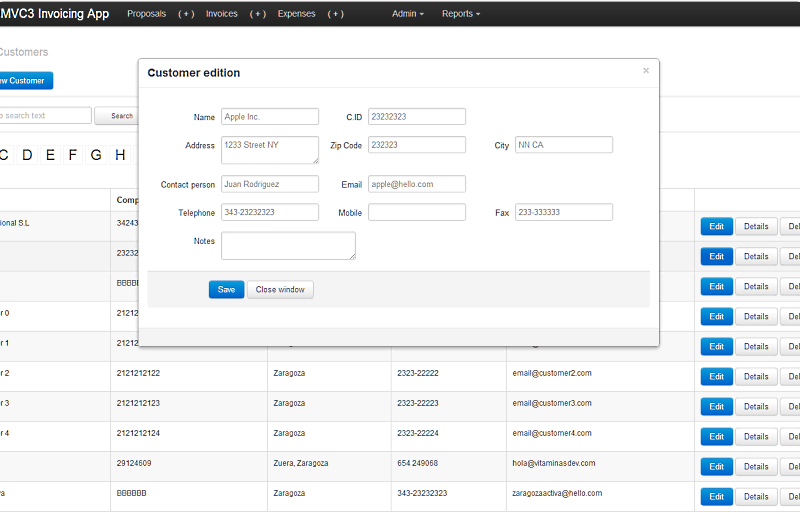 MVC3 Invoicing App Proposals ( + ) Invoices ( + ) Expenses ( + ) Admin Reports
Customers
ew Customer
Customer edition ×
o search text Search
Name Apple Inc. C.ID 23232323
Address 1233 Street NY Zip Code 232323 City NN CA
C D E F G H
Contact person Juan Rodriguez Email apple@hello.com
Comp
Telephone 343-23232323 Mobile Fax 233-333333
ional S.L 34243 Edit Details Del
Notes
23232 Edit Details Del
BBBBB Edit Details Del
Save Close window
r 0 21212 Edit Details Del
r 1 21212 Edit Details Del
r 2 2121212122 Zaragoza 2323-22222 email@customer2.com Edit Details Del
r 3 2121212123 Zaragoza 2323-22223 email@customer3.com Edit Details Del
r 4 2121212124 Zaragoza 2323-22224 email@customer4.com Edit Details Del
29124609 Zuera, Zaragoza 654 249068 hola@vitaminasdev.com Edit Details Del
va BBBBBB Zaragoza 343-23232323 zaragozaactiva@hello.com Edit Details Del